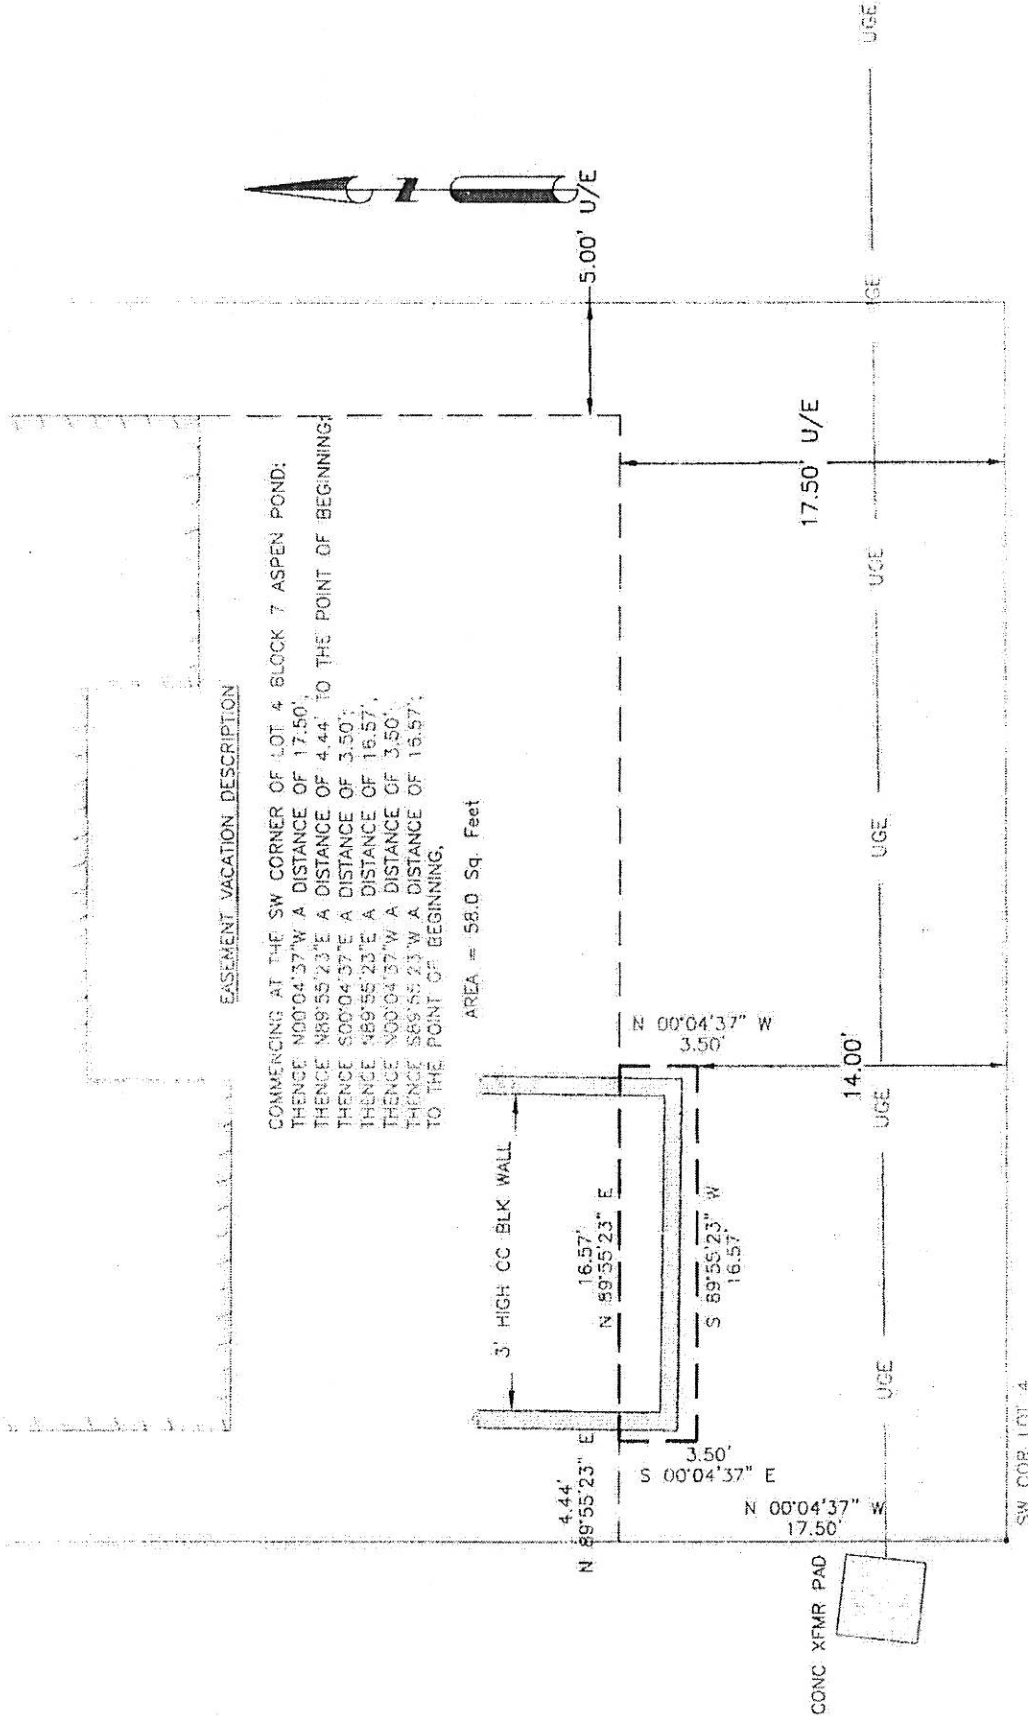 EASEMENT VACATION DESCRIPTION
COMMENCING AT THE SW CORNER OF LOT 4 BLOCK 7 ASPEN POND:
THENCE N00°04'37"W A DISTANCE OF 17.50';
THENCE N89°55'23"E A DISTANCE OF 4.44' TO THE POINT OF BEGINNING:
THENCE S00°04'37"E A DISTANCE OF 3.50';
THENCE N89°55'23"E A DISTANCE OF 16.57';
THENCE N00°04'37"W A DISTANCE OF 3.50';
THENCE S89°55'23"W A DISTANCE OF 16.57';
TO THE POINT OF BEGINNING.
AREA = 58.0 Sq. Feet
N
5.00' U/E
3' HIGH CC BLK WALL
4.44'
N 89°55'23" E
16.57'
N 89°55'23" E
N 00°04'37" W
3.50'
S 89°55'23" W
16.57'
3.50'
S 00°04'37" E
N 00°04'37" W
17.50'
14.00'
17.50' U/E
CONC XFMR PAD
UGE
UGE
UGE
UGE
UGE
UGE
SW COR LOT 4